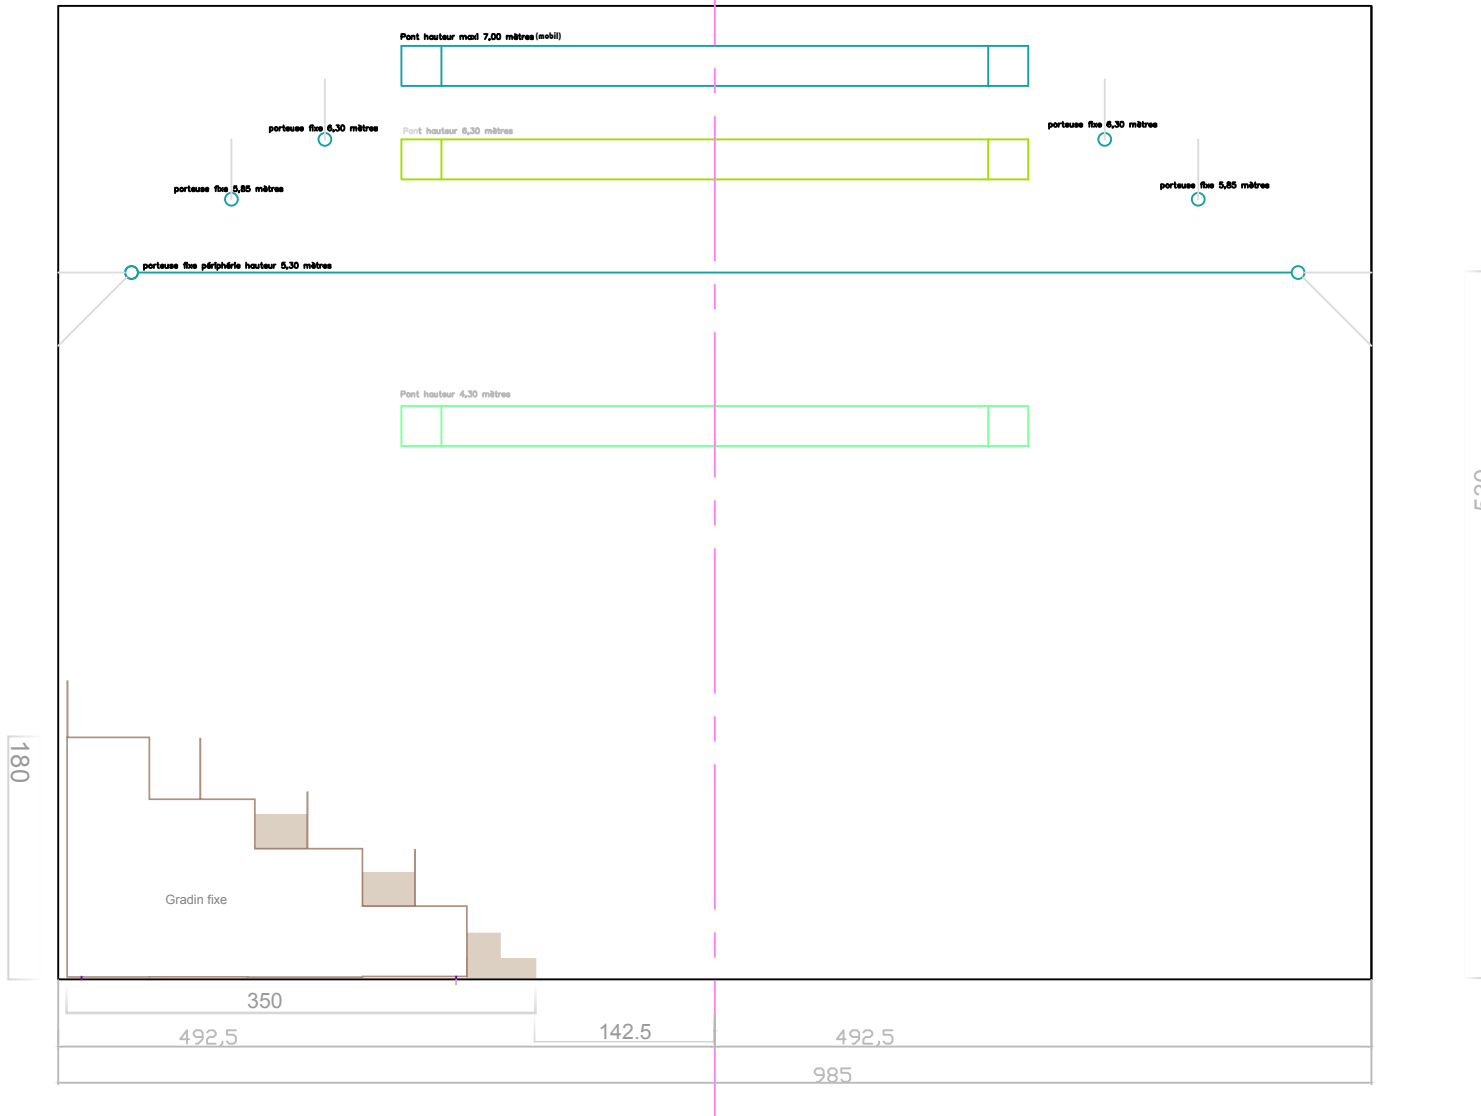 Pont hauteur maxi 7,00 mètres (mobil)
porteuse fixe 6,30 mètres
Pont hauteur 6,30 mètres
porteuse fixe 6,30 mètres
porteuse fixe 5,85 mètres
porteuse fixe 5,85 mètres
porteuse fixe périphérie hauteur 5,30 mètres
Pont hauteur 4,30 mètres
530
180
Gradin fixe
350
142.5
492,5
492,5
985